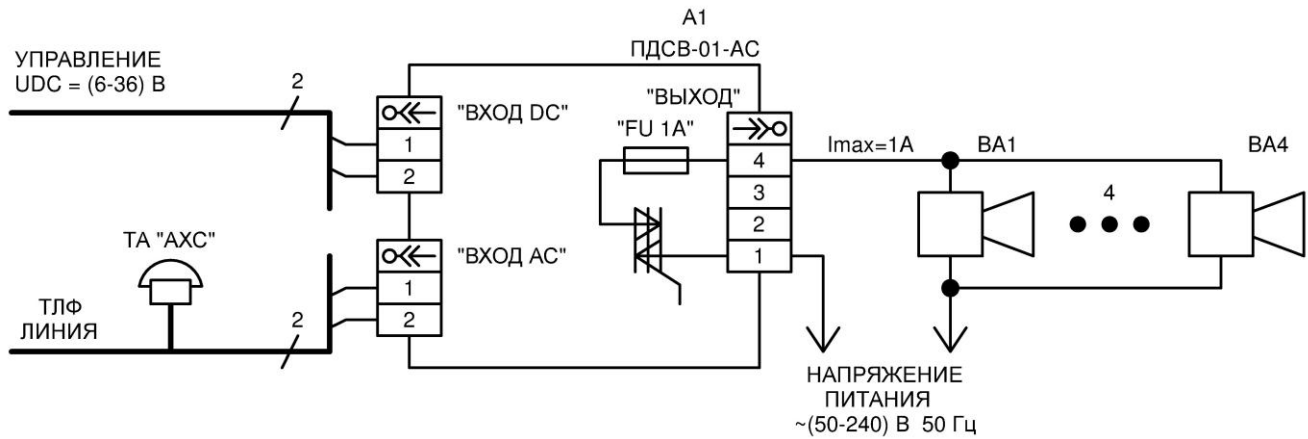 A1
ПДСВ-01-АС
УПРАВЛЕНИЕ
UDC = (6-36) В
2
"ВХОД DC"
1
2
"ВЫХОД"
"FU 1A"
4
3
2
1
Imax=1A
BA1
4
BA4
ТА "АХС"
"ВХОД АС"
1
2
ТЛФ
ЛИНИЯ
2
НАПРЯЖЕНИЕ
ПИТАНИЯ
~(50-240) В 50 Гц